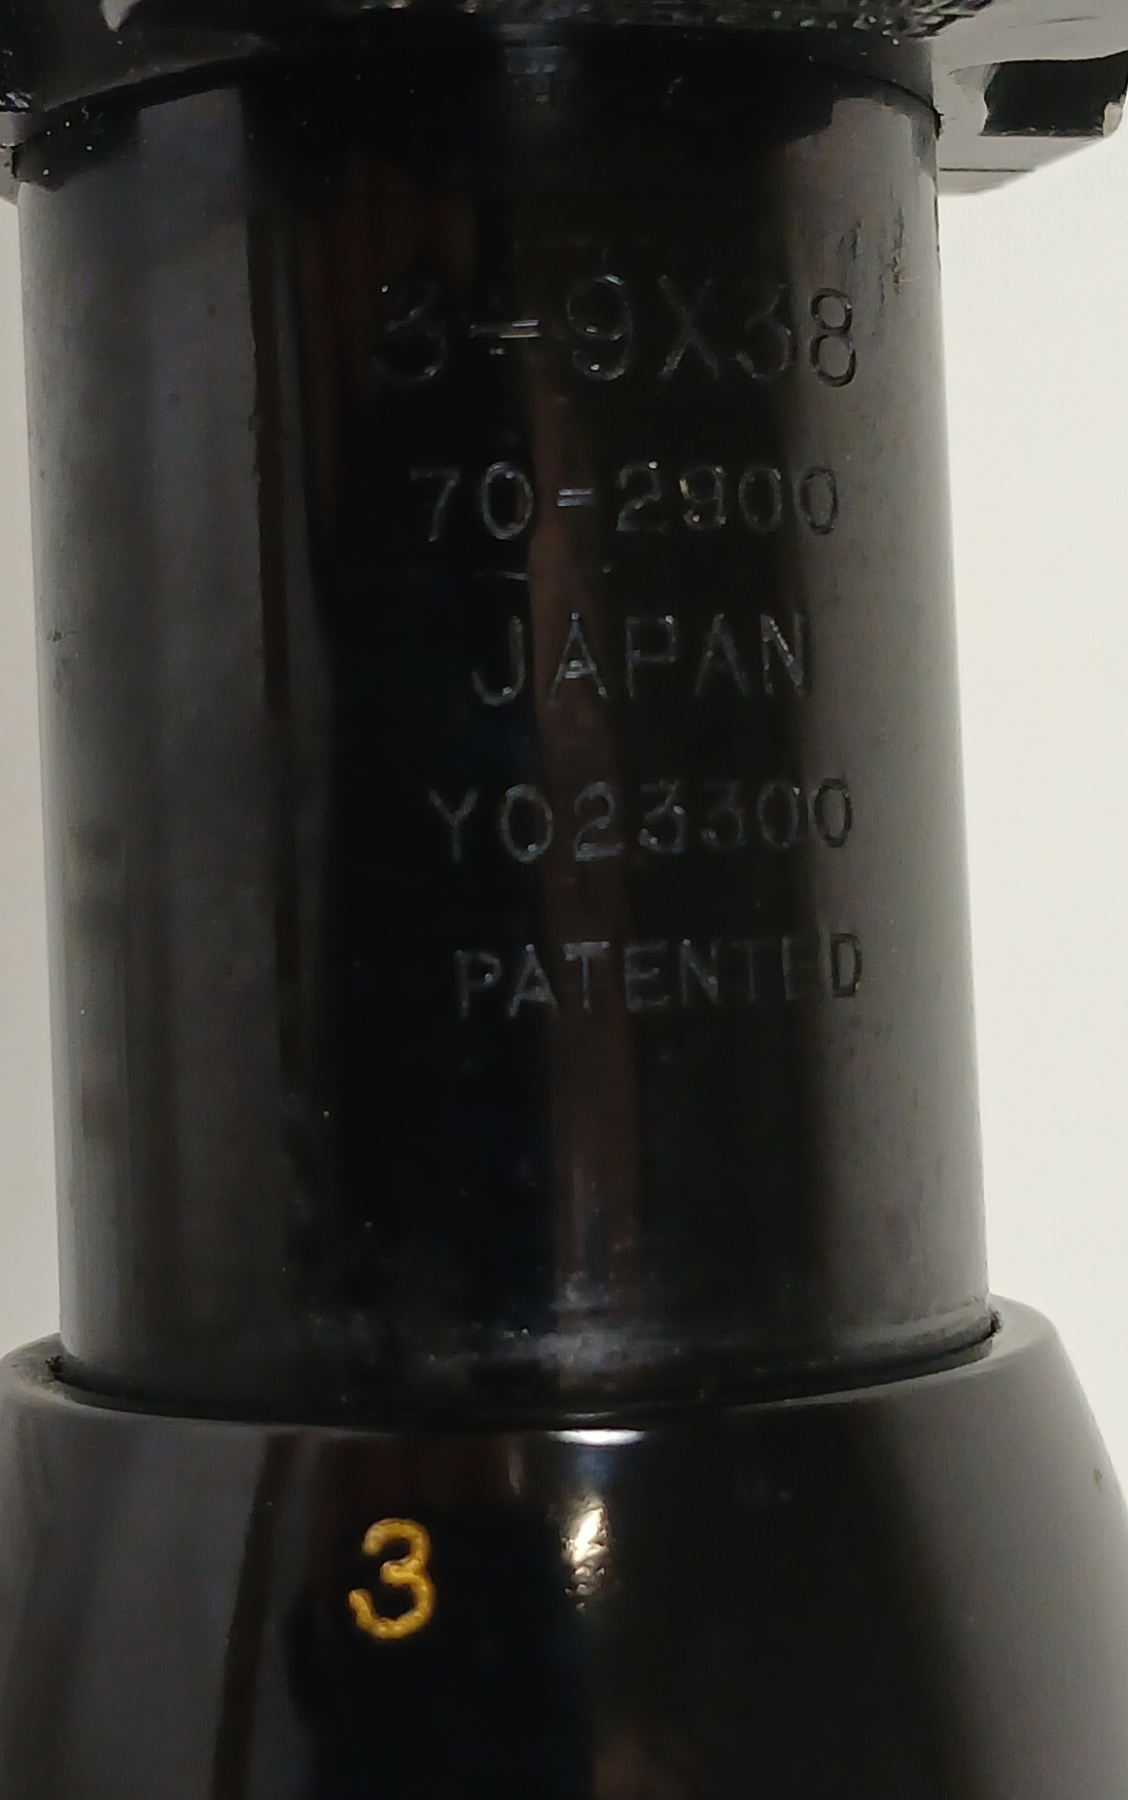 3-9X38
70-2900
JAPAN
Y023300
PATENTED
3